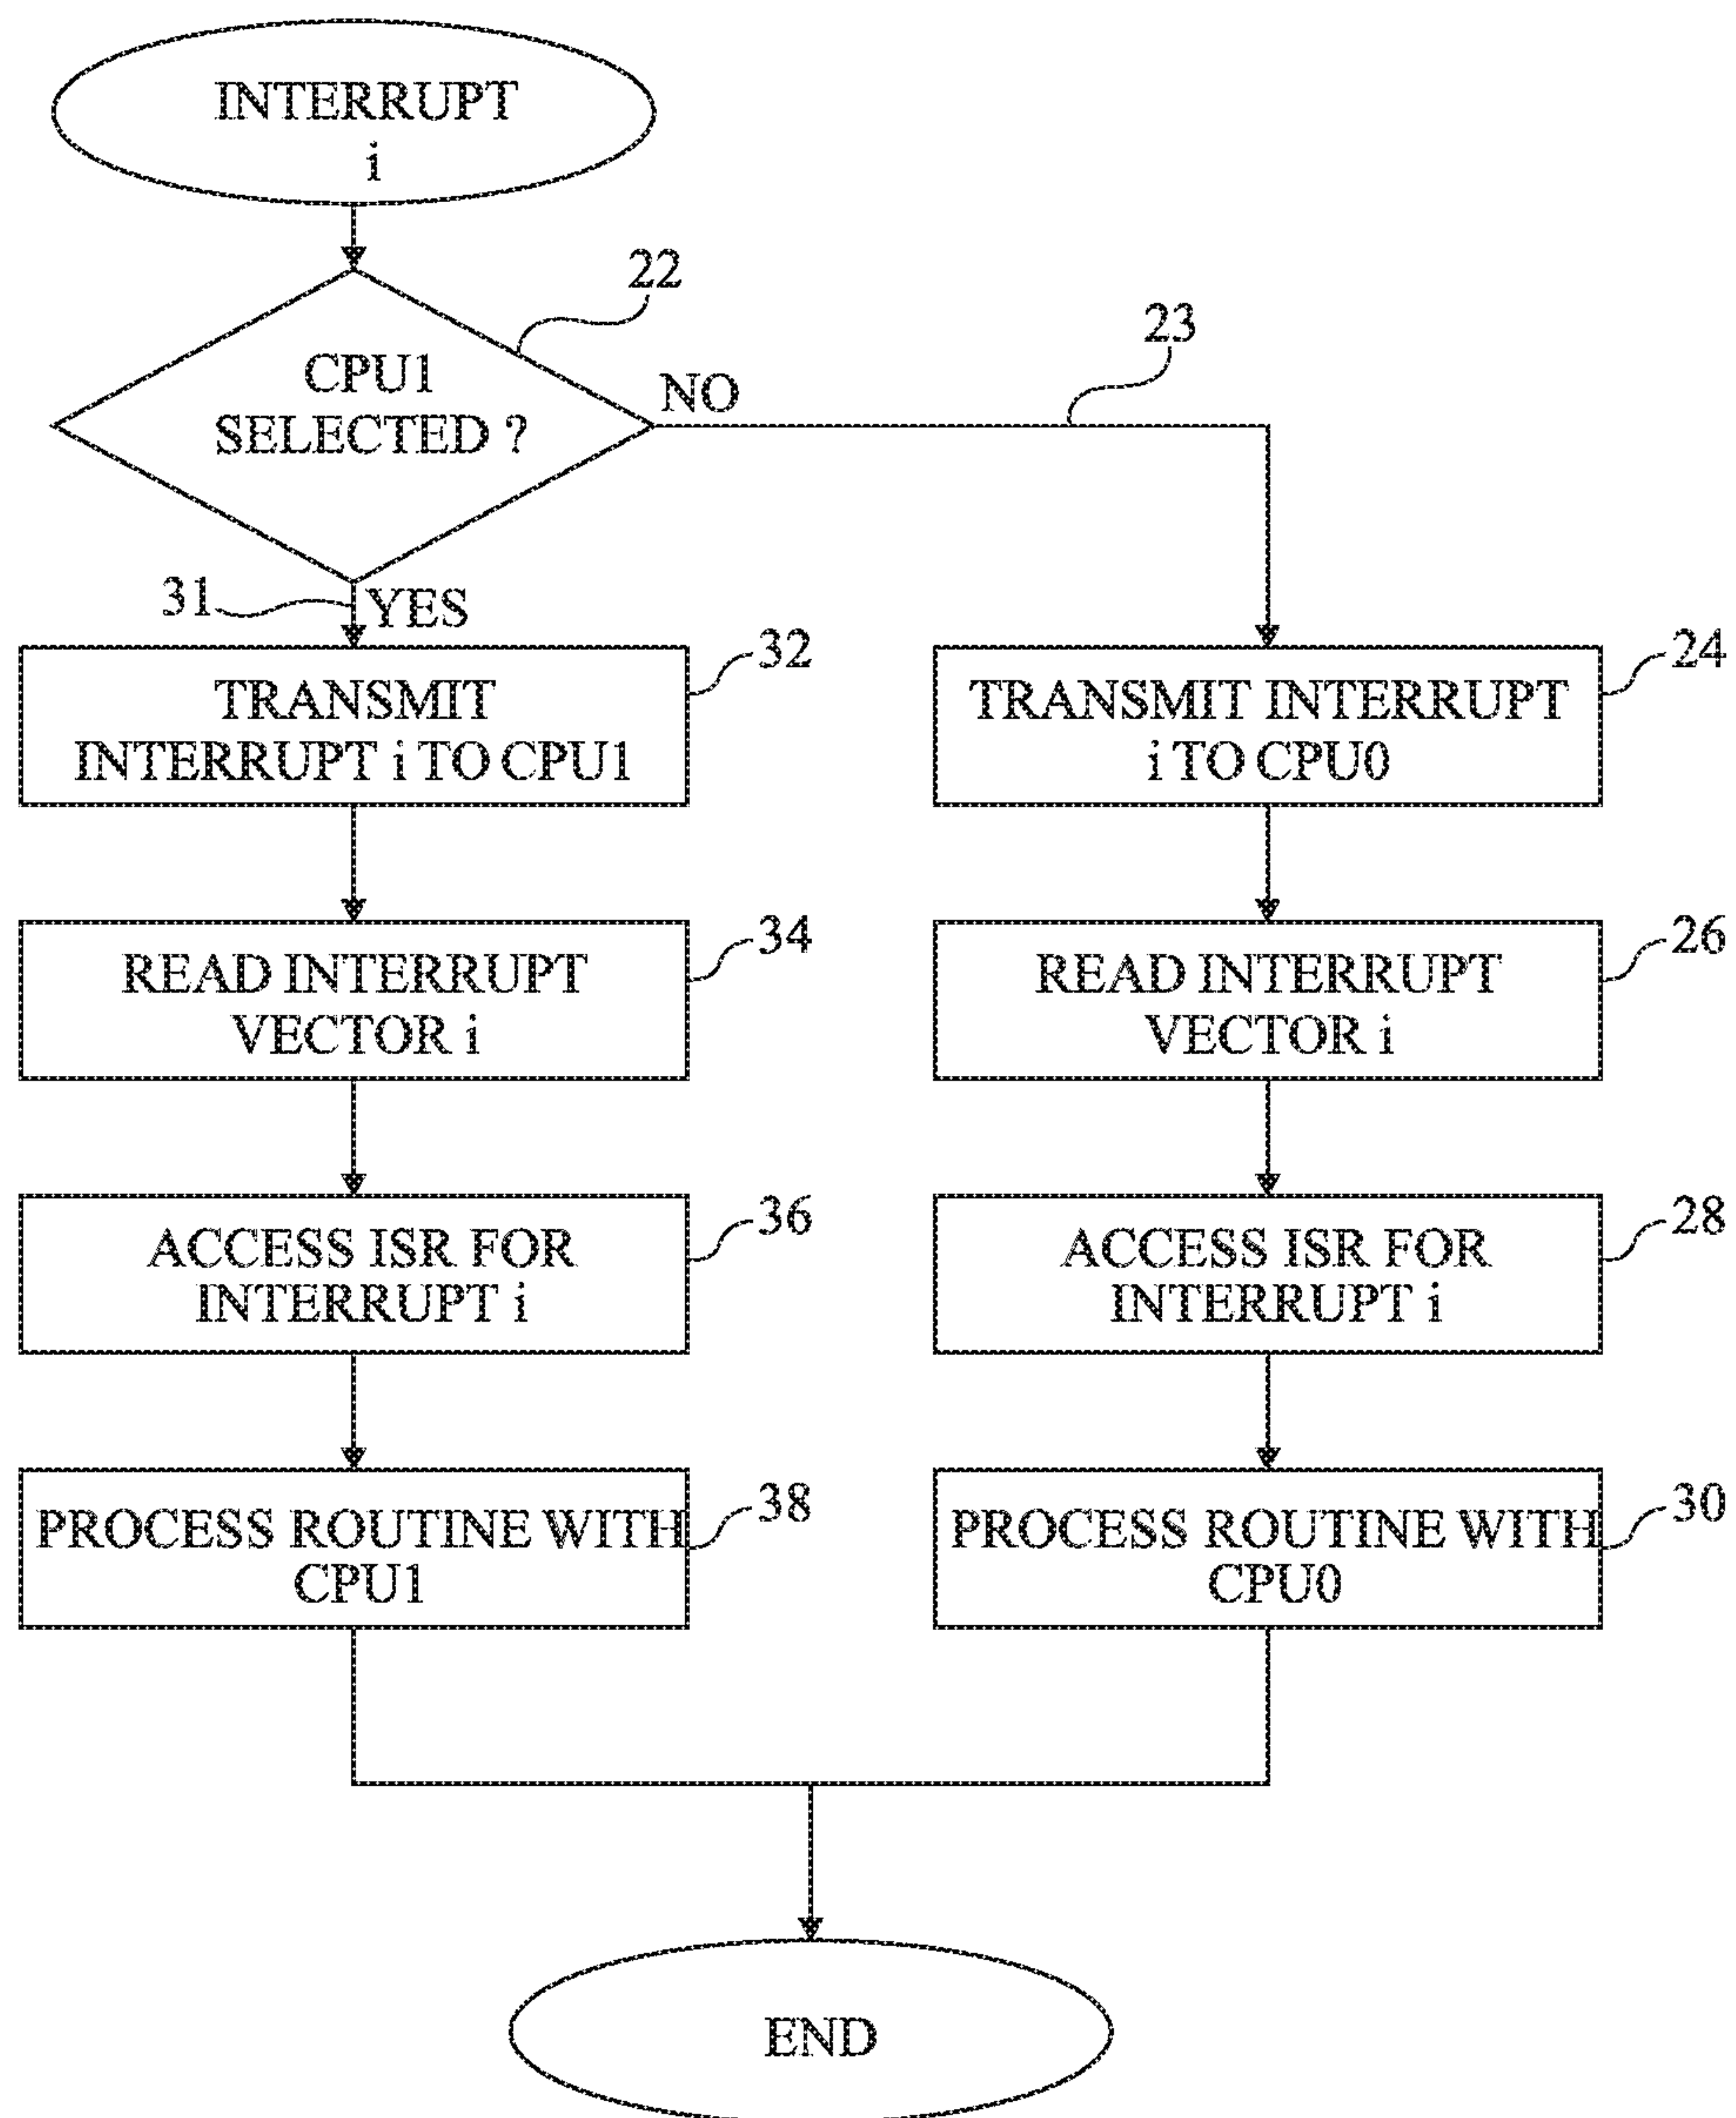 INTERRUPT
i
22
CPU1
SELECTED ?
NO
23
31
YES
32
TRANSMIT
INTERRUPT i TO CPU1
24
TRANSMIT INTERRUPT
i TO CPU0
34
READ INTERRUPT
VECTOR i
26
READ INTERRUPT
VECTOR i
36
ACCESS ISR FOR
INTERRUPT i
28
ACCESS ISR FOR
INTERRUPT i
38
PROCESS ROUTINE WITH
CPU1
30
PROCESS ROUTINE WITH
CPU0
END